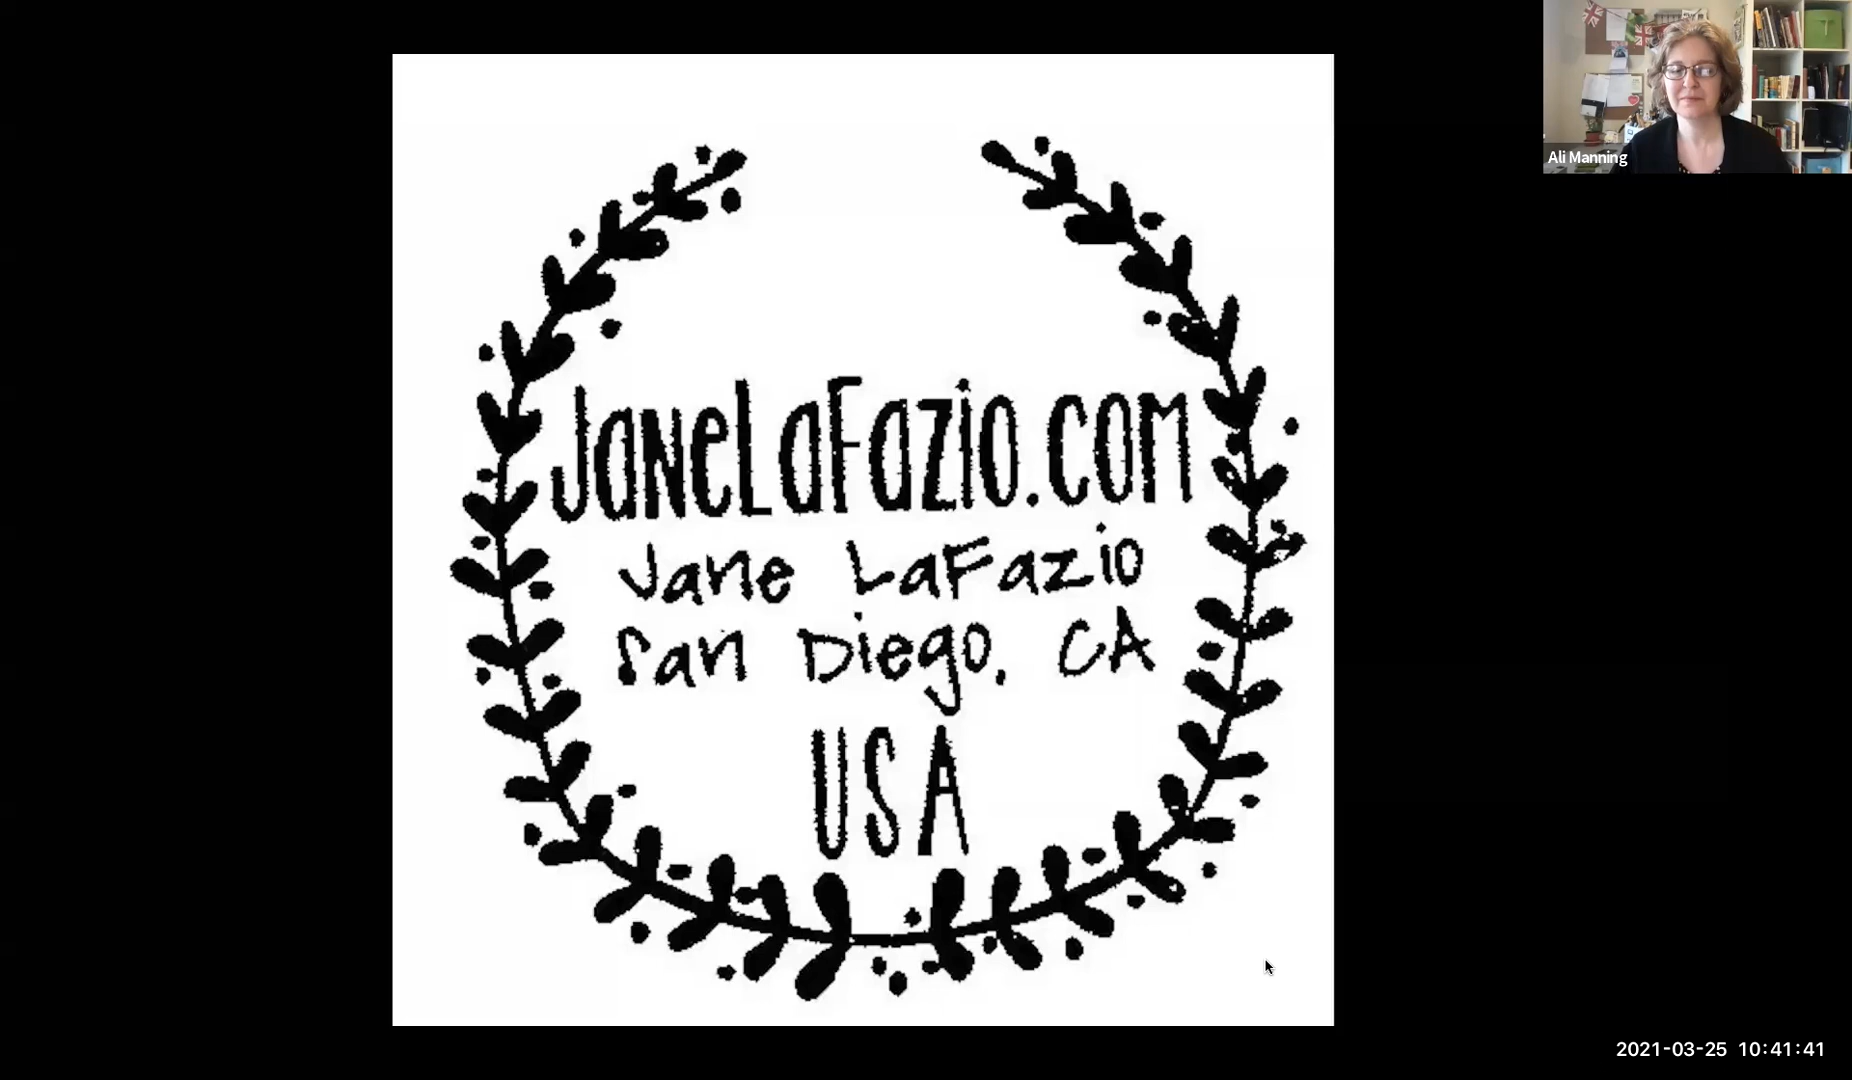 Ali Manning
JaneLaFazio.com
Jane LaFazio
San Diego, CA
USA
2021-03-25 10:41:41